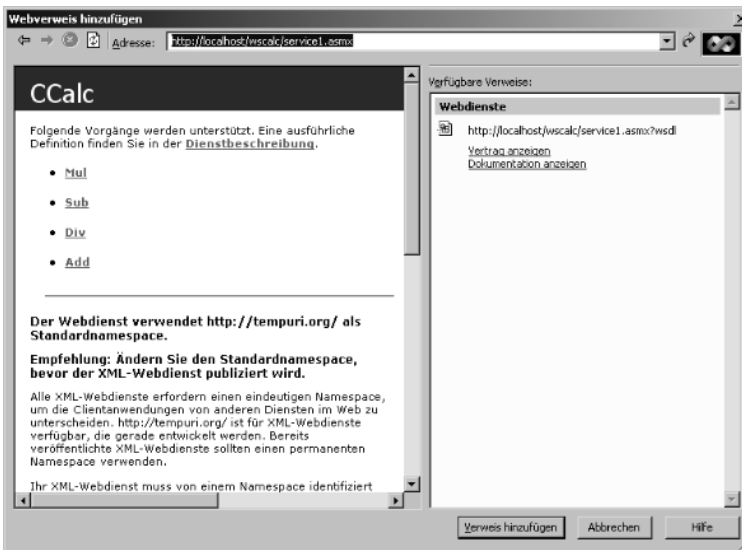 Webverweis hinzufügen
Adresse: http://localhost/wscalc/service1.asmx
CCalc
Folgende Vorgänge werden unterstützt. Eine ausführliche
Definition finden Sie in der Dienstbeschreibung.
• Mul
• Sub
• Div
• Add
Der Webdienst verwendet http://tempuri.org/ als
Standardnamespace.
Empfehlung: Ändern Sie den Standardnamespace,
bevor der XML-Webdienst publiziert wird.
Alle XML-Webdienste erfordern einen eindeutigen Namespace,
um die Clientanwendungen von anderen Diensten im Web zu
unterscheiden. http://tempuri.org/ ist für XML-Webdienste
verfügbar, die gerade entwickelt werden. Bereits
veröffentlichte XML-Webdienste sollten einen permanenten
Namespace verwenden.
Ihr XML-Webdienst muss von einem Namespace identifiziert
Verfügbare Verweise:
Webdienste
http://localhost/wscalc/service1.asmx?wsdl
Vertrag anzeigen
Dokumentation anzeigen
Verweis hinzufügen
Abbrechen
Hilfe